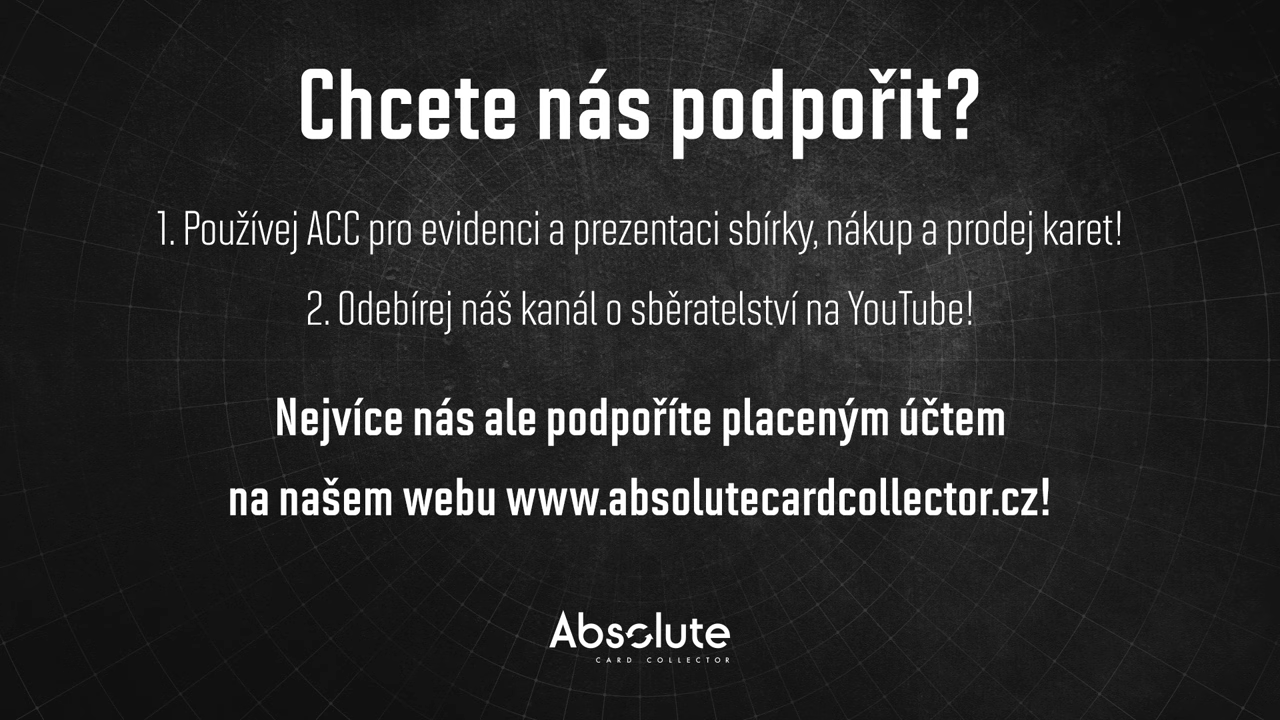 Chcete nás podpořit?
1. Používej ACC pro evidenci a prezentaci sbírky, nákup a prodej karet!
2. Odebírej náš kanál o sběratelství na YouTube!
Nejvíce nás ale podpoříte placeným účtem
na našem webu www.absolutecardcollector.cz!
Absolute
CARD COLLECTOR